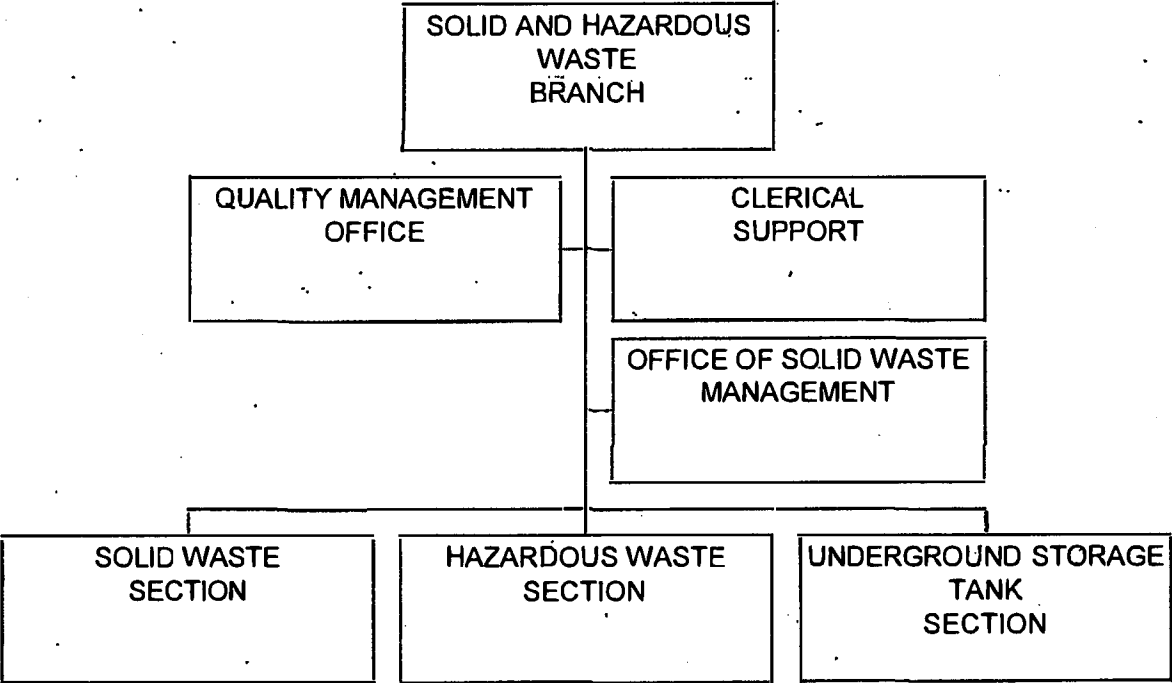 SOLID AND HAZARDOUS
WASTE
BRANCH
QUALITY MANAGEMENT
OFFICE
CLERICAL
SUPPORT
OFFICE OF SOLID WASTE
MANAGEMENT
SOLID WASTE
SECTION
HAZARDOUS WASTE
SECTION
UNDERGROUND STORAGE
TANK
SECTION